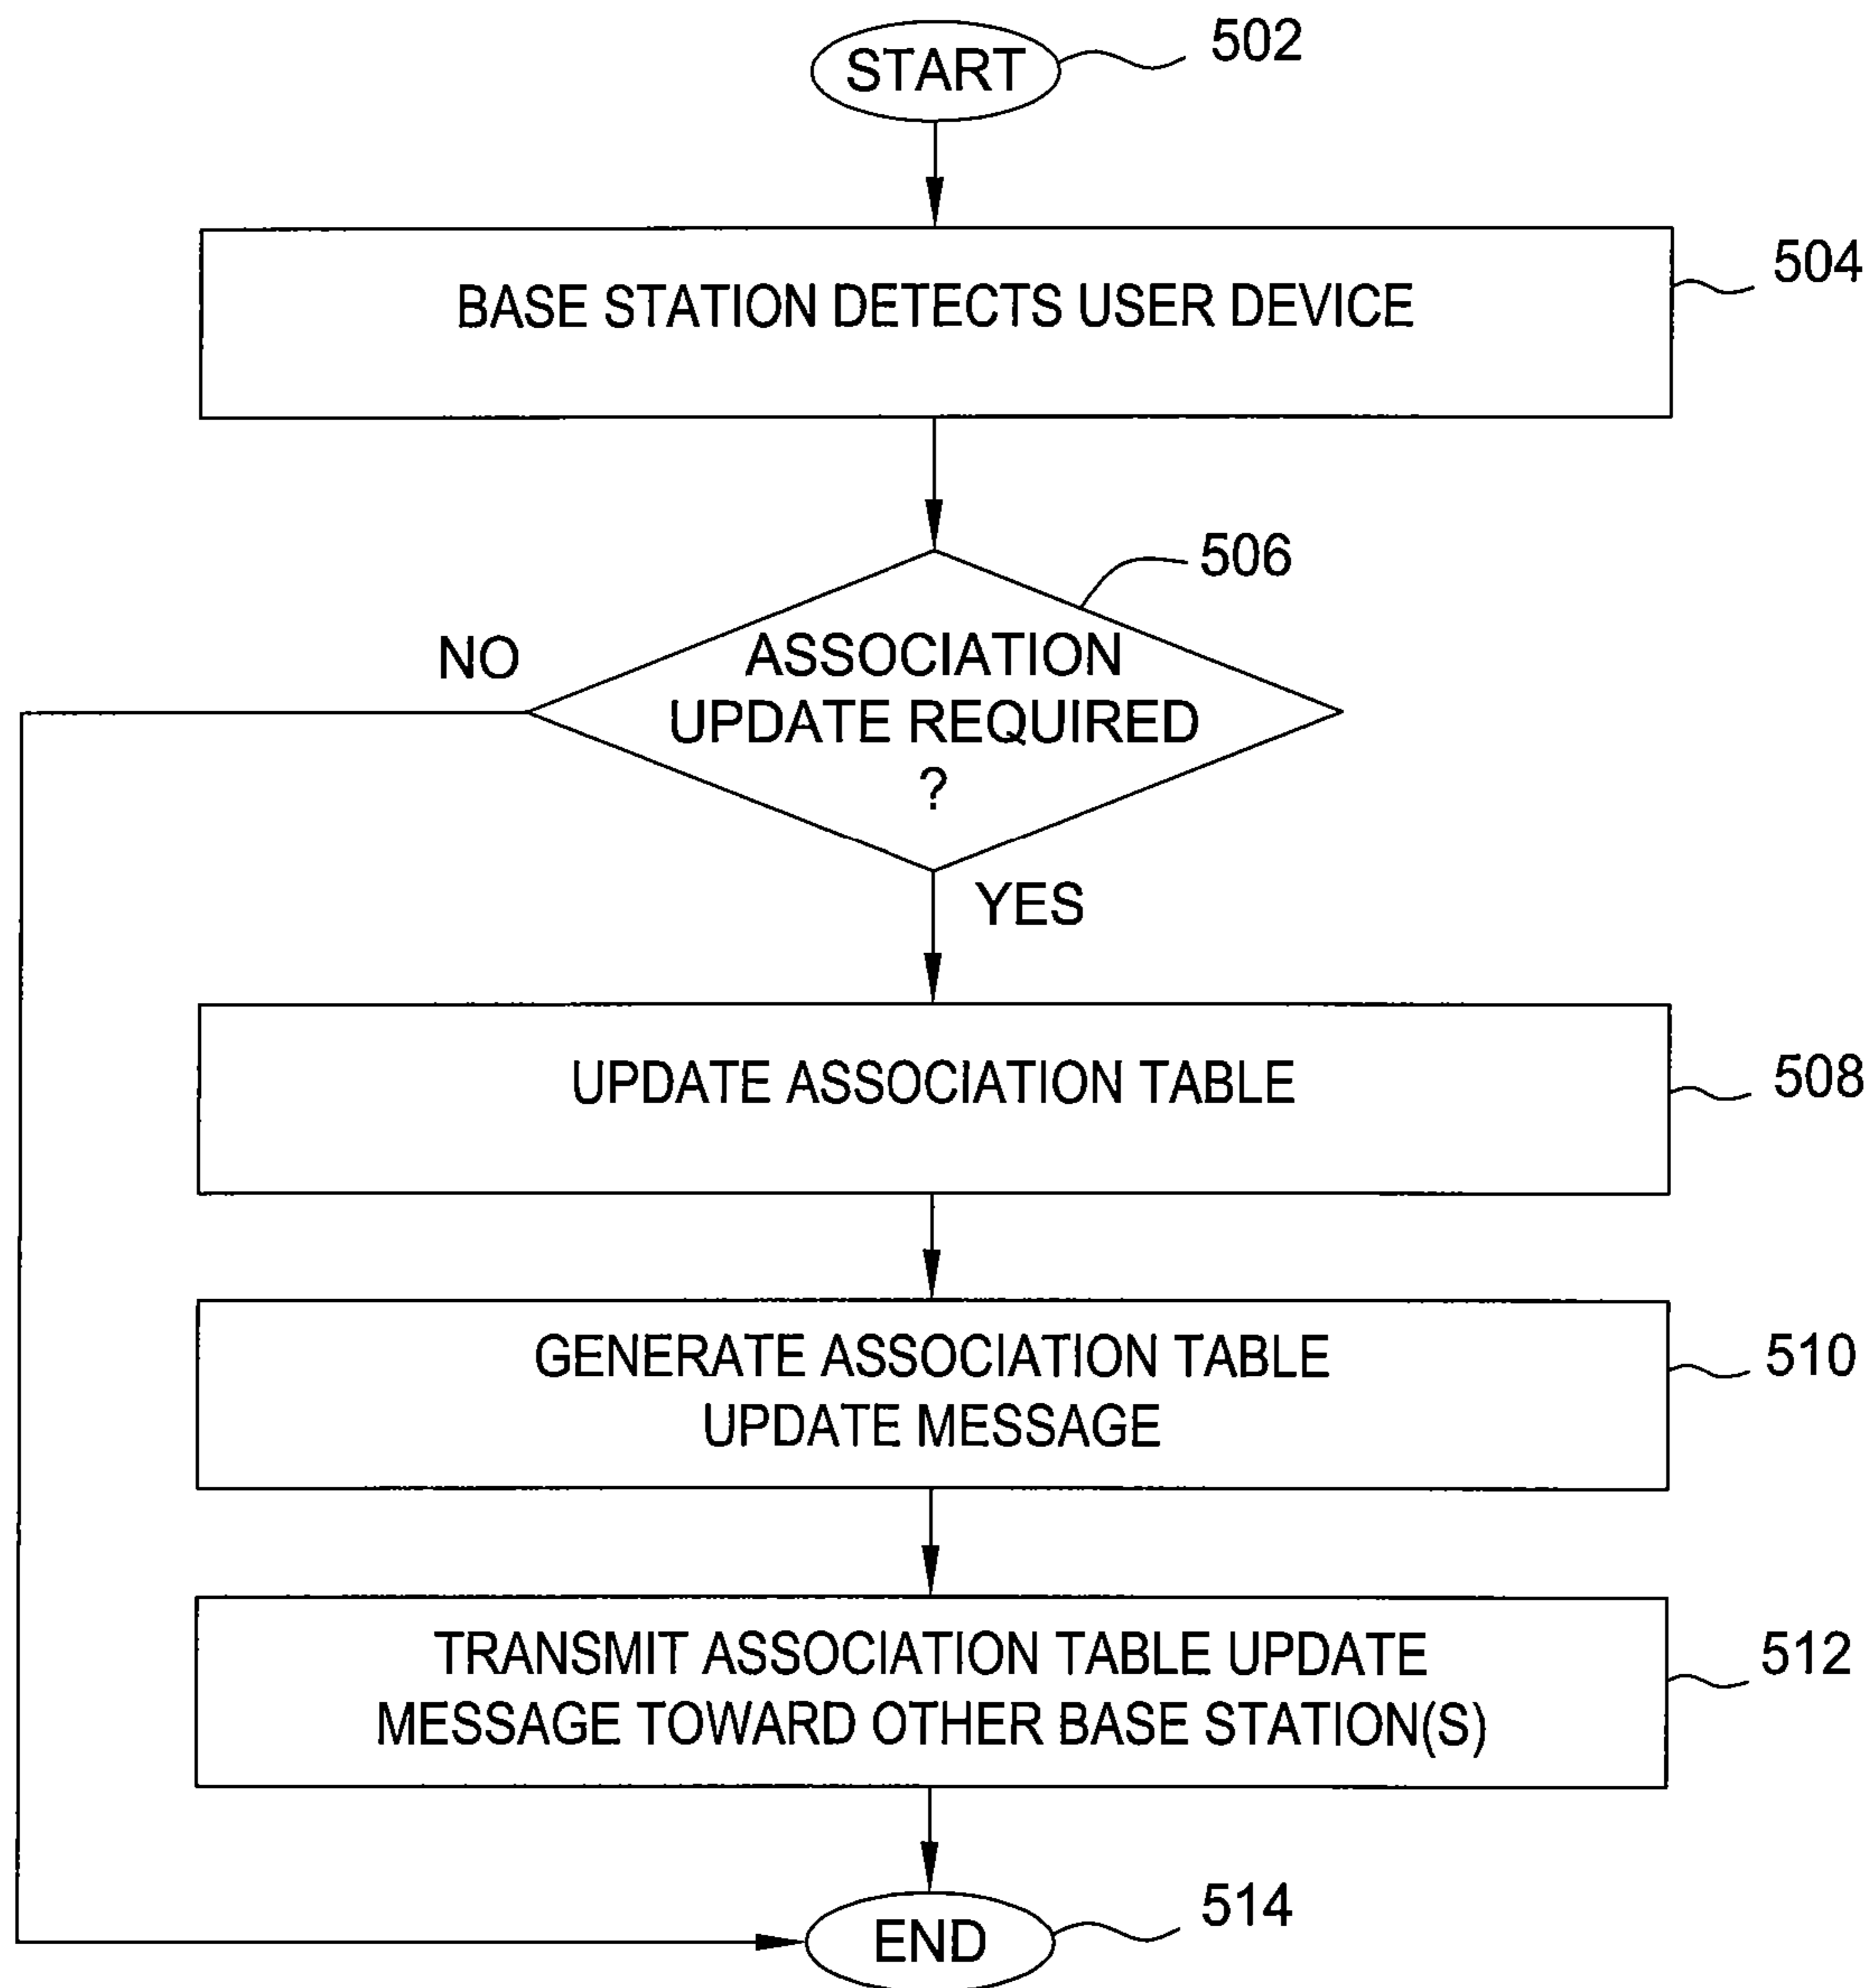 START
502
BASE STATION DETECTS USER DEVICE
504
506
NO
ASSOCIATION
UPDATE REQUIRED
?
YES
UPDATE ASSOCIATION TABLE
508
GENERATE ASSOCIATION TABLE
UPDATE MESSAGE
510
TRANSMIT ASSOCIATION TABLE UPDATE
MESSAGE TOWARD OTHER BASE STATION(S)
512
END
514